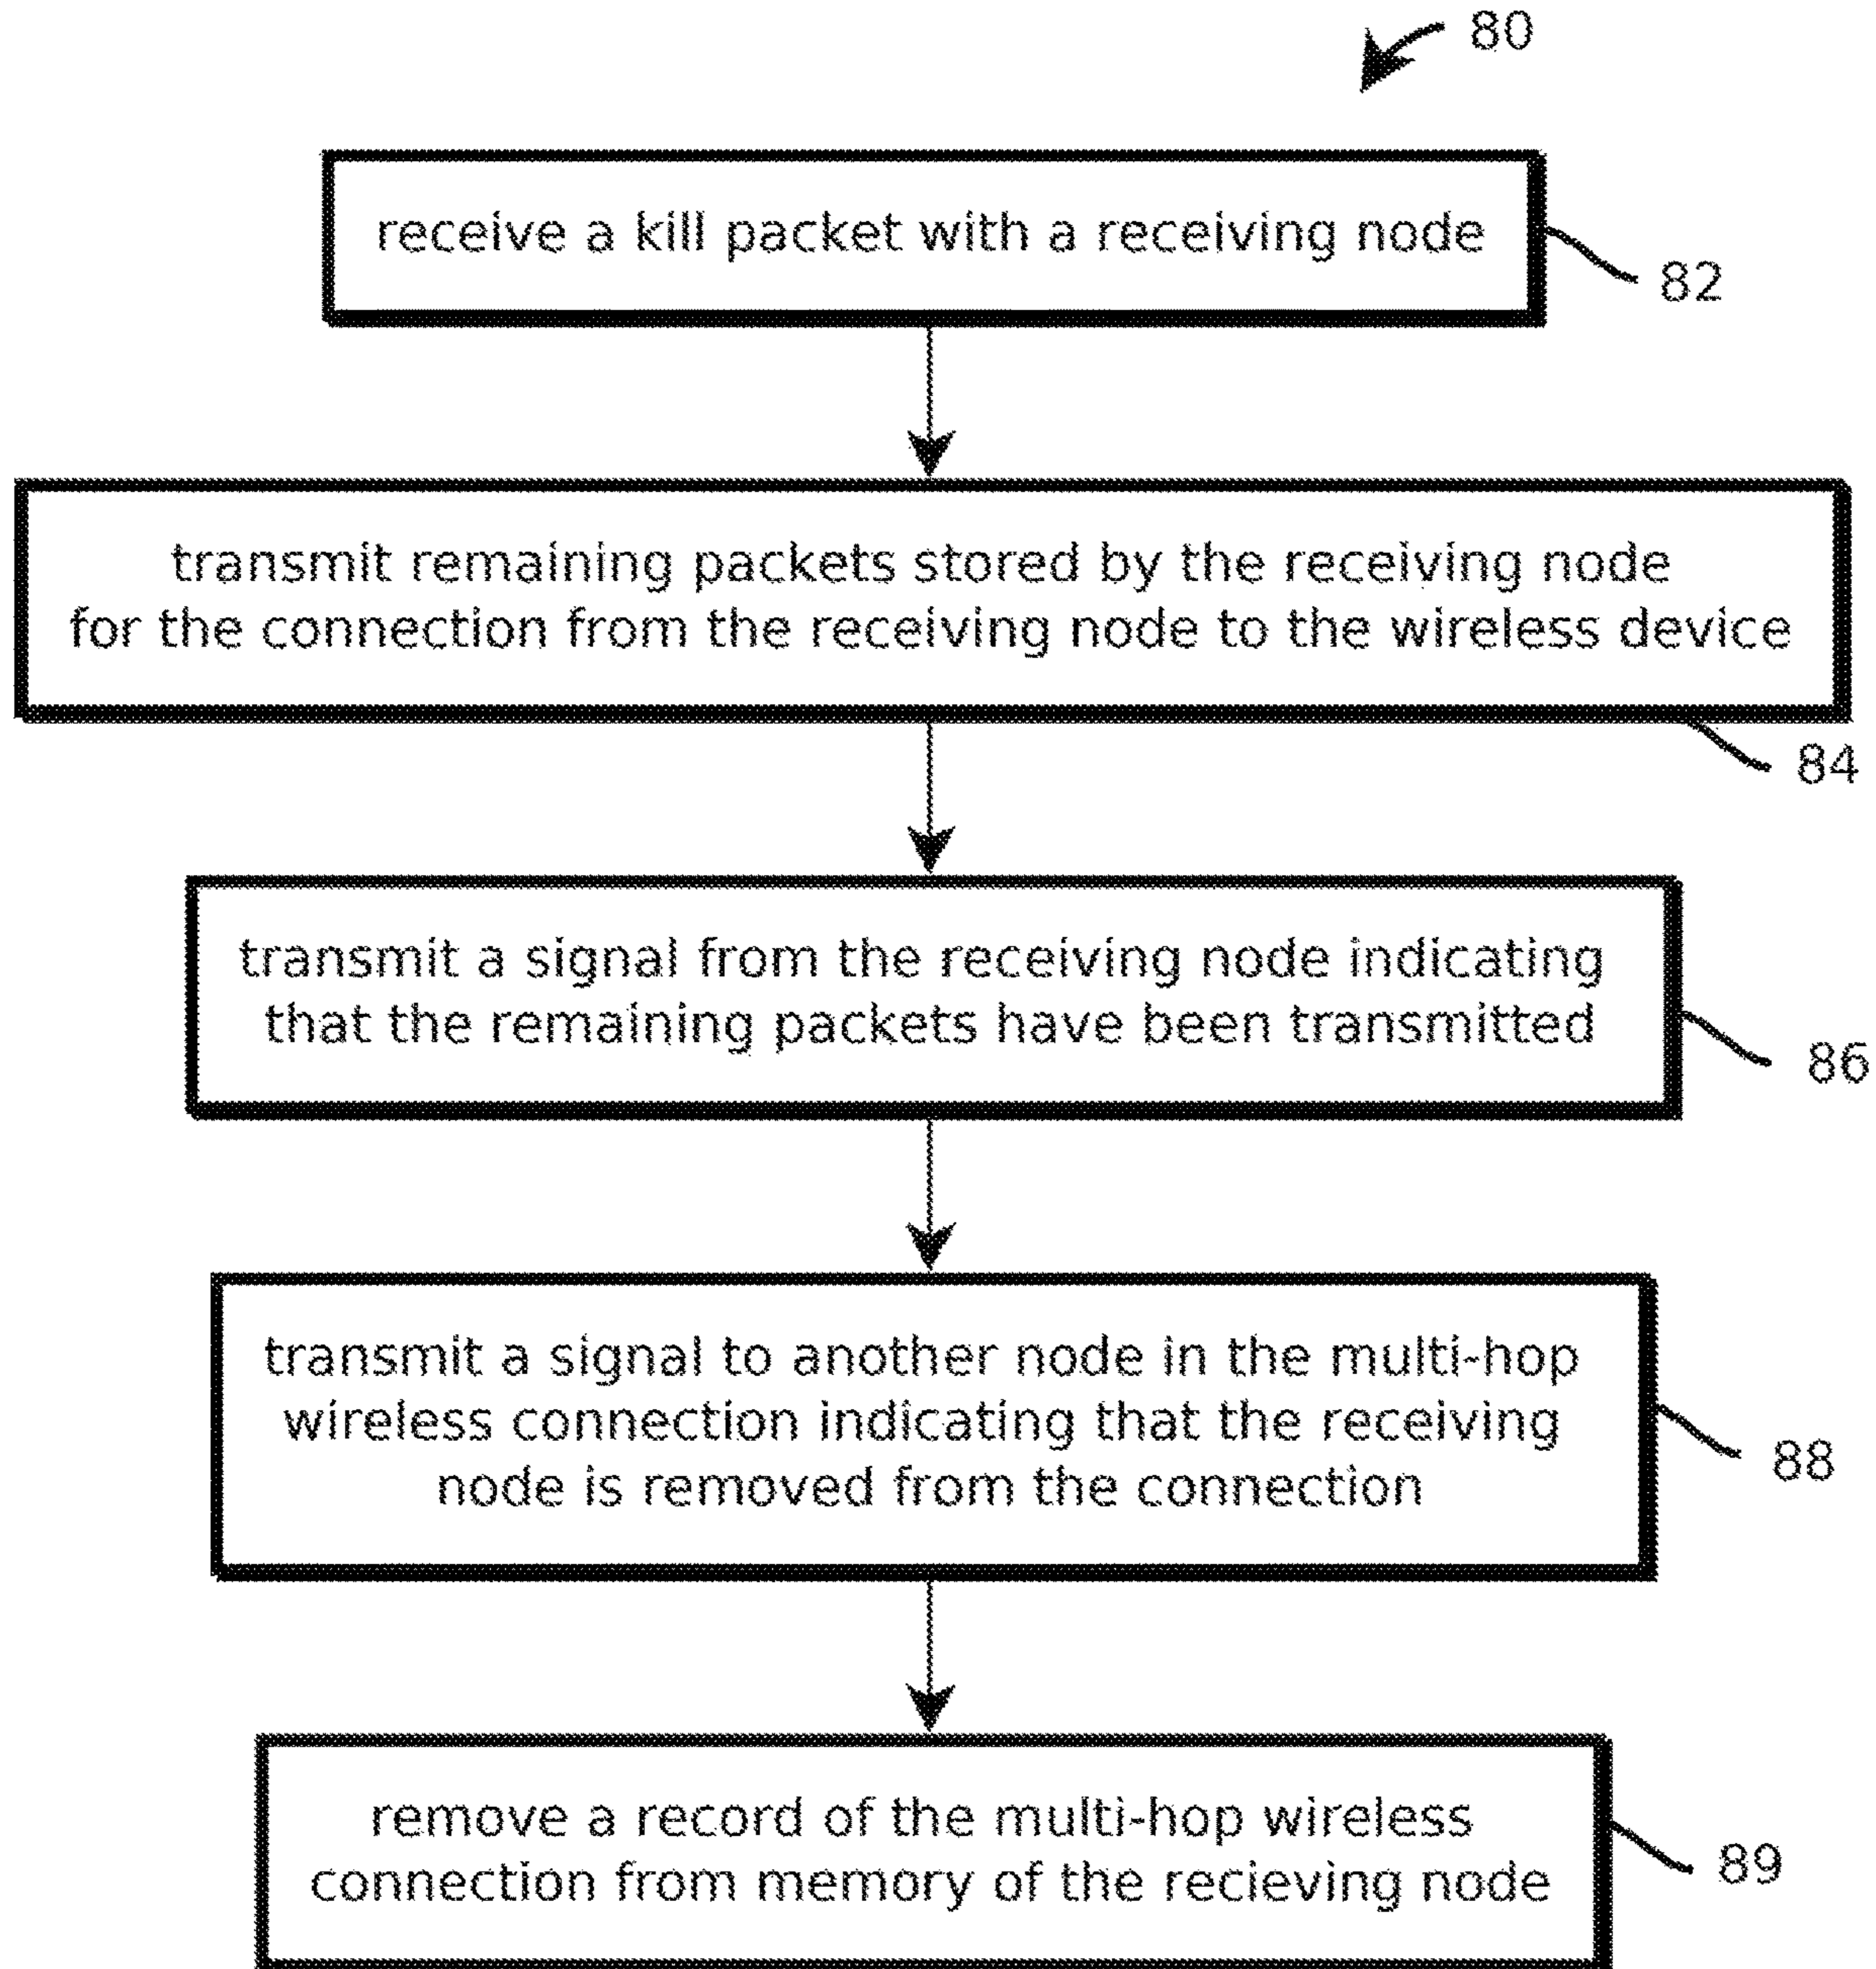 80
receive a kill packet with a receiving node
82
transmit remaining packets stored by the receiving node
for the connection from the receiving node to the wireless device
84
transmit a signal from the receiving node indicating
that the remaining packets have been transmitted
86
transmit a signal to another node in the multi-hop
wireless connection indicating that the receiving
node is removed from the connection
88
remove a record of the multi-hop wireless
connection from memory of the recieving node
89